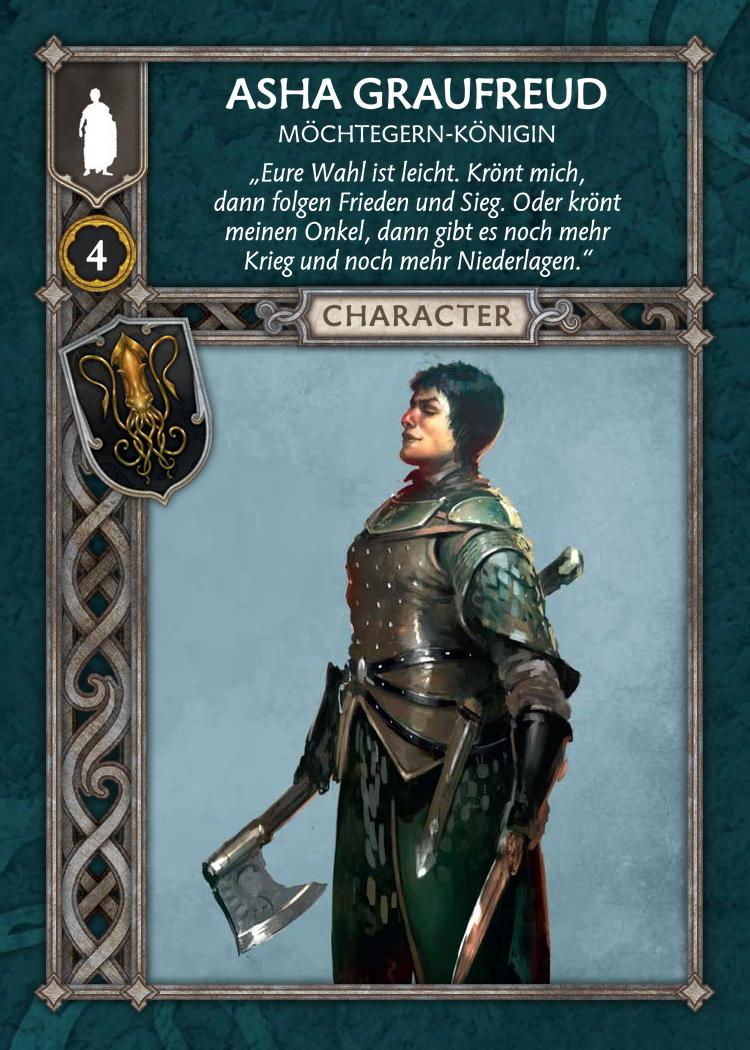 ASHA GRAUFREUD
MÖCHTEGERN-KÖNIGIN
„Eure Wahl ist leicht. Krönt mich,
dann folgen Frieden und Sieg. Oder krönt
meinen Onkel, dann gibt es noch mehr
Krieg und noch mehr Niederlagen.“
4
CHARACTER